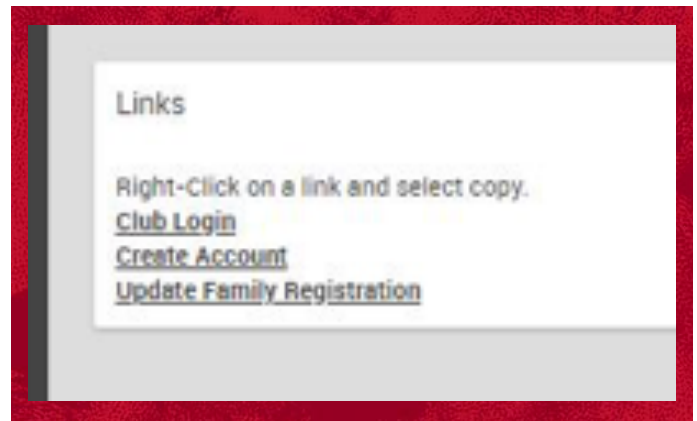 Links
Right-Click on a link and select copy.
Club Login
Create Account
Update Family Registration